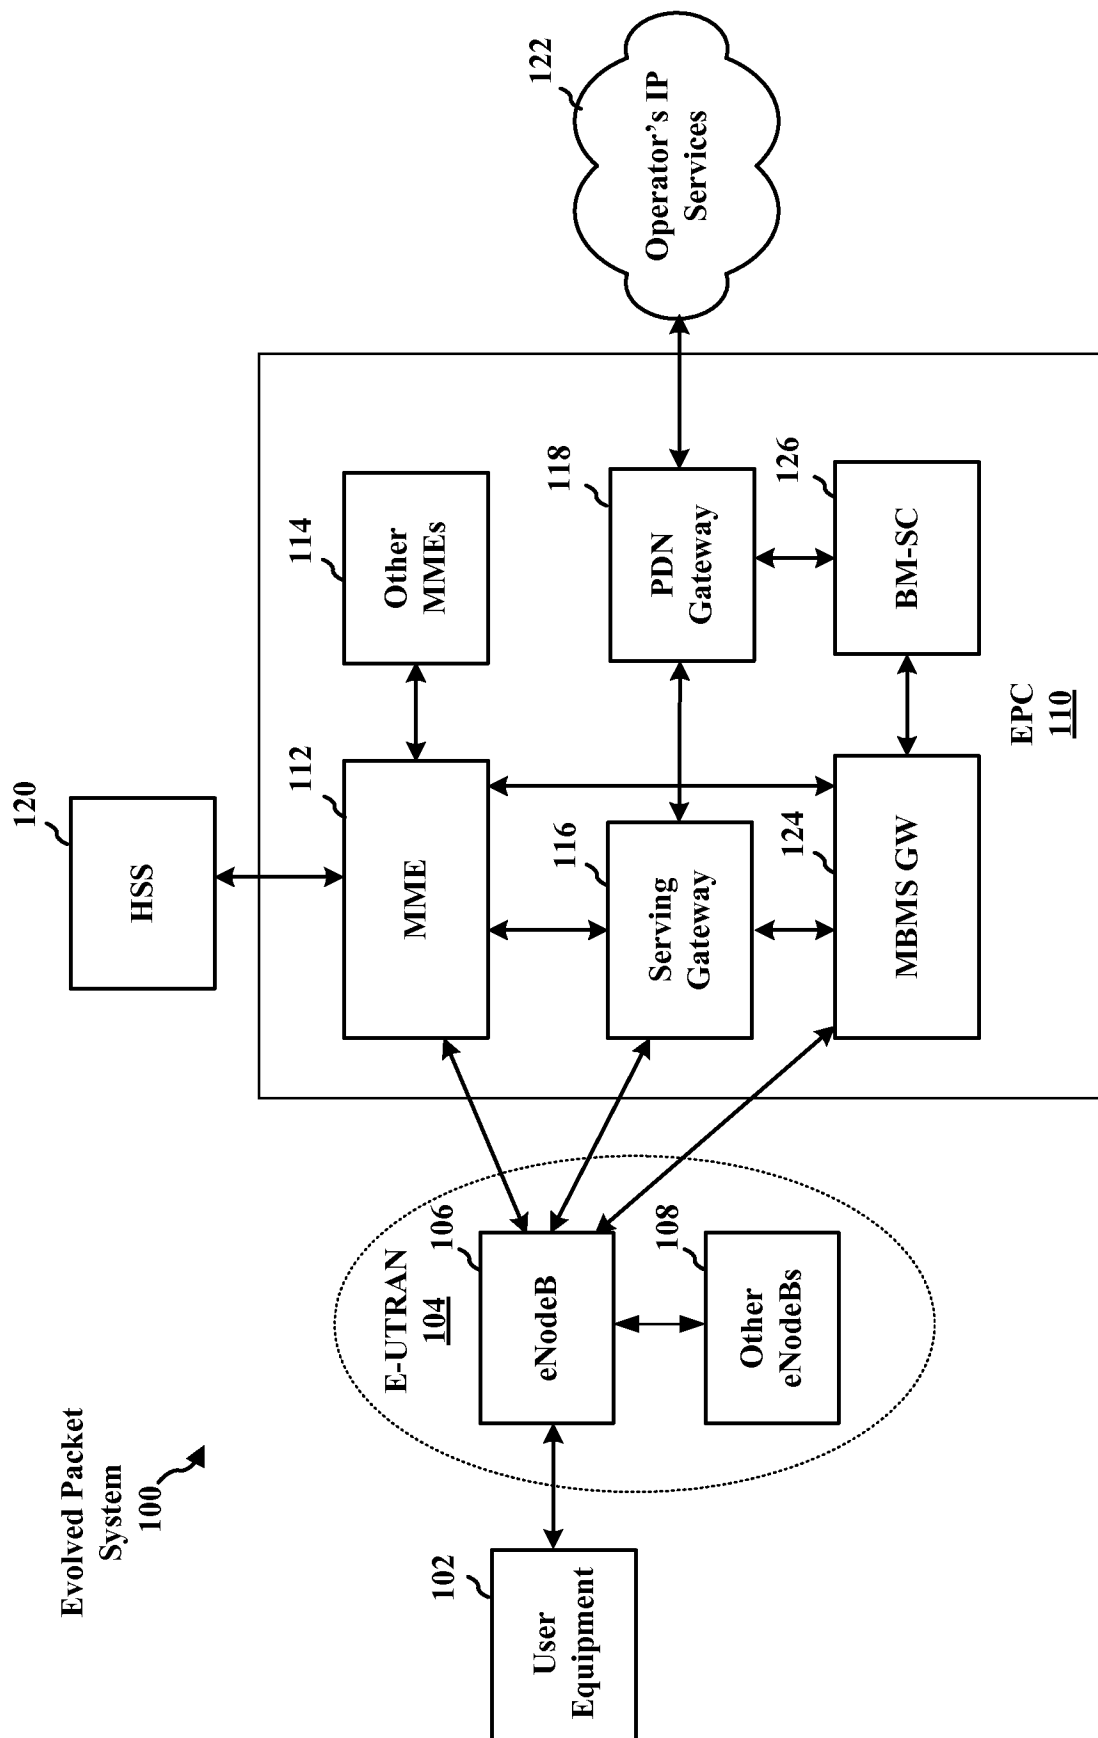 Evolved Packet
System
100
HSS
120
E-UTRAN
104
MME
112
Other
MMEs
114
User
Equipment
102
eNodeB
106
Serving
Gateway
116
PDN
Gateway
118
Operator's IP
Services
122
Other
eNodeBs
108
MBMS GW
124
BM-SC
126
EPC
110